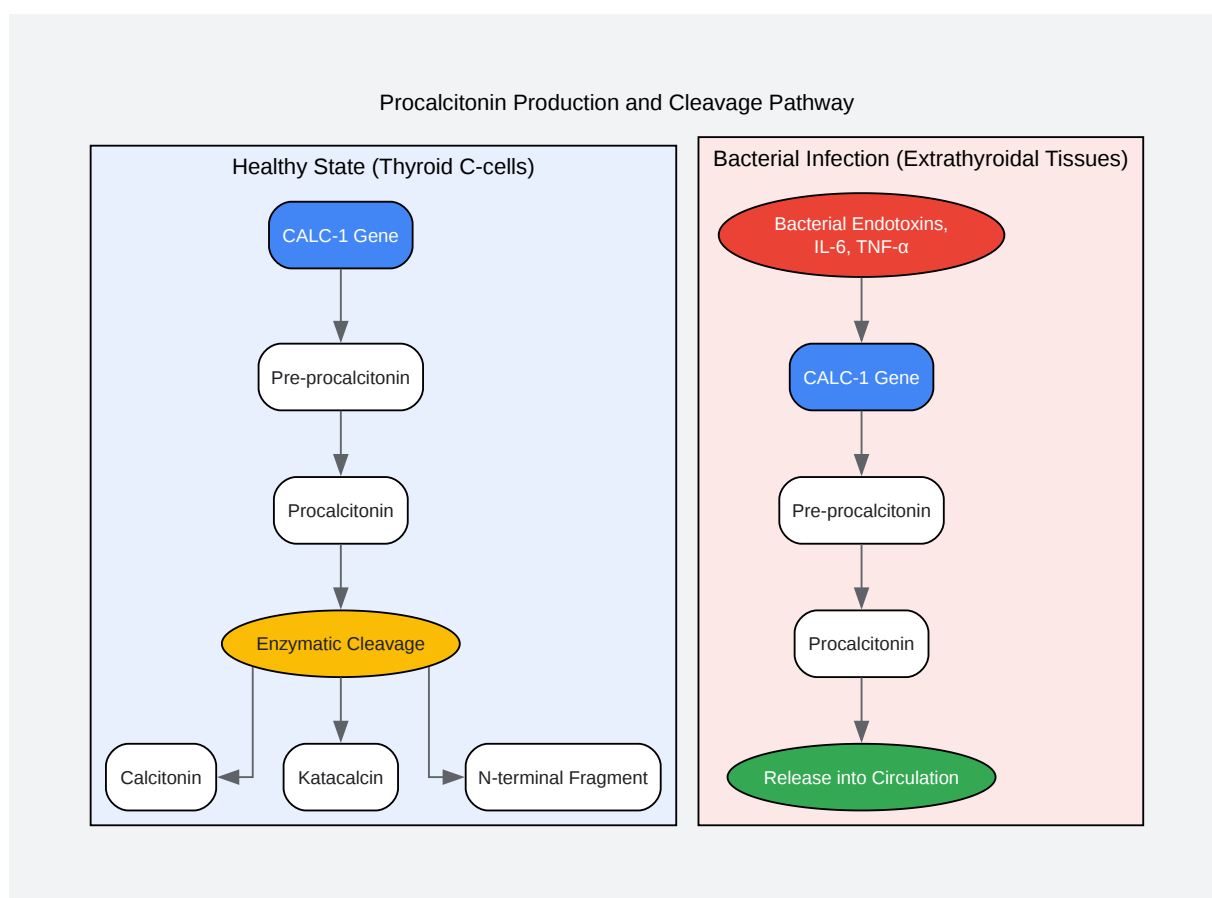 Procalcitonin Production and Cleavage Pathway
Healthy State (Thyroid C-cells)
CALC-1 Gene
Pre-procalcitonin
Procalcitonin
Enzymatic Cleavage
Calcitonin
Katacalcin
N-terminal Fragment
Bacterial Infection (Extrathyroidal Tissues)
Bacterial Endotoxins,
IL-6, TNF-α
CALC-1 Gene
Pre-procalcitonin
Procalcitonin
Release into Circulation